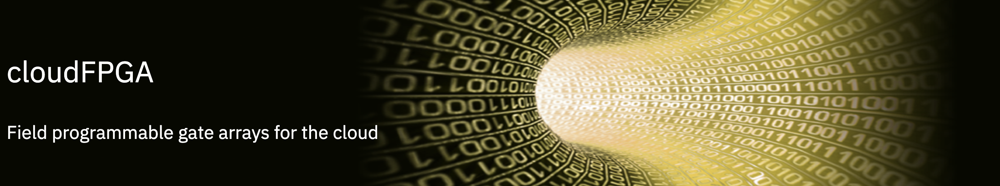 cloudFPGA
Field programmable gate arrays for the cloud